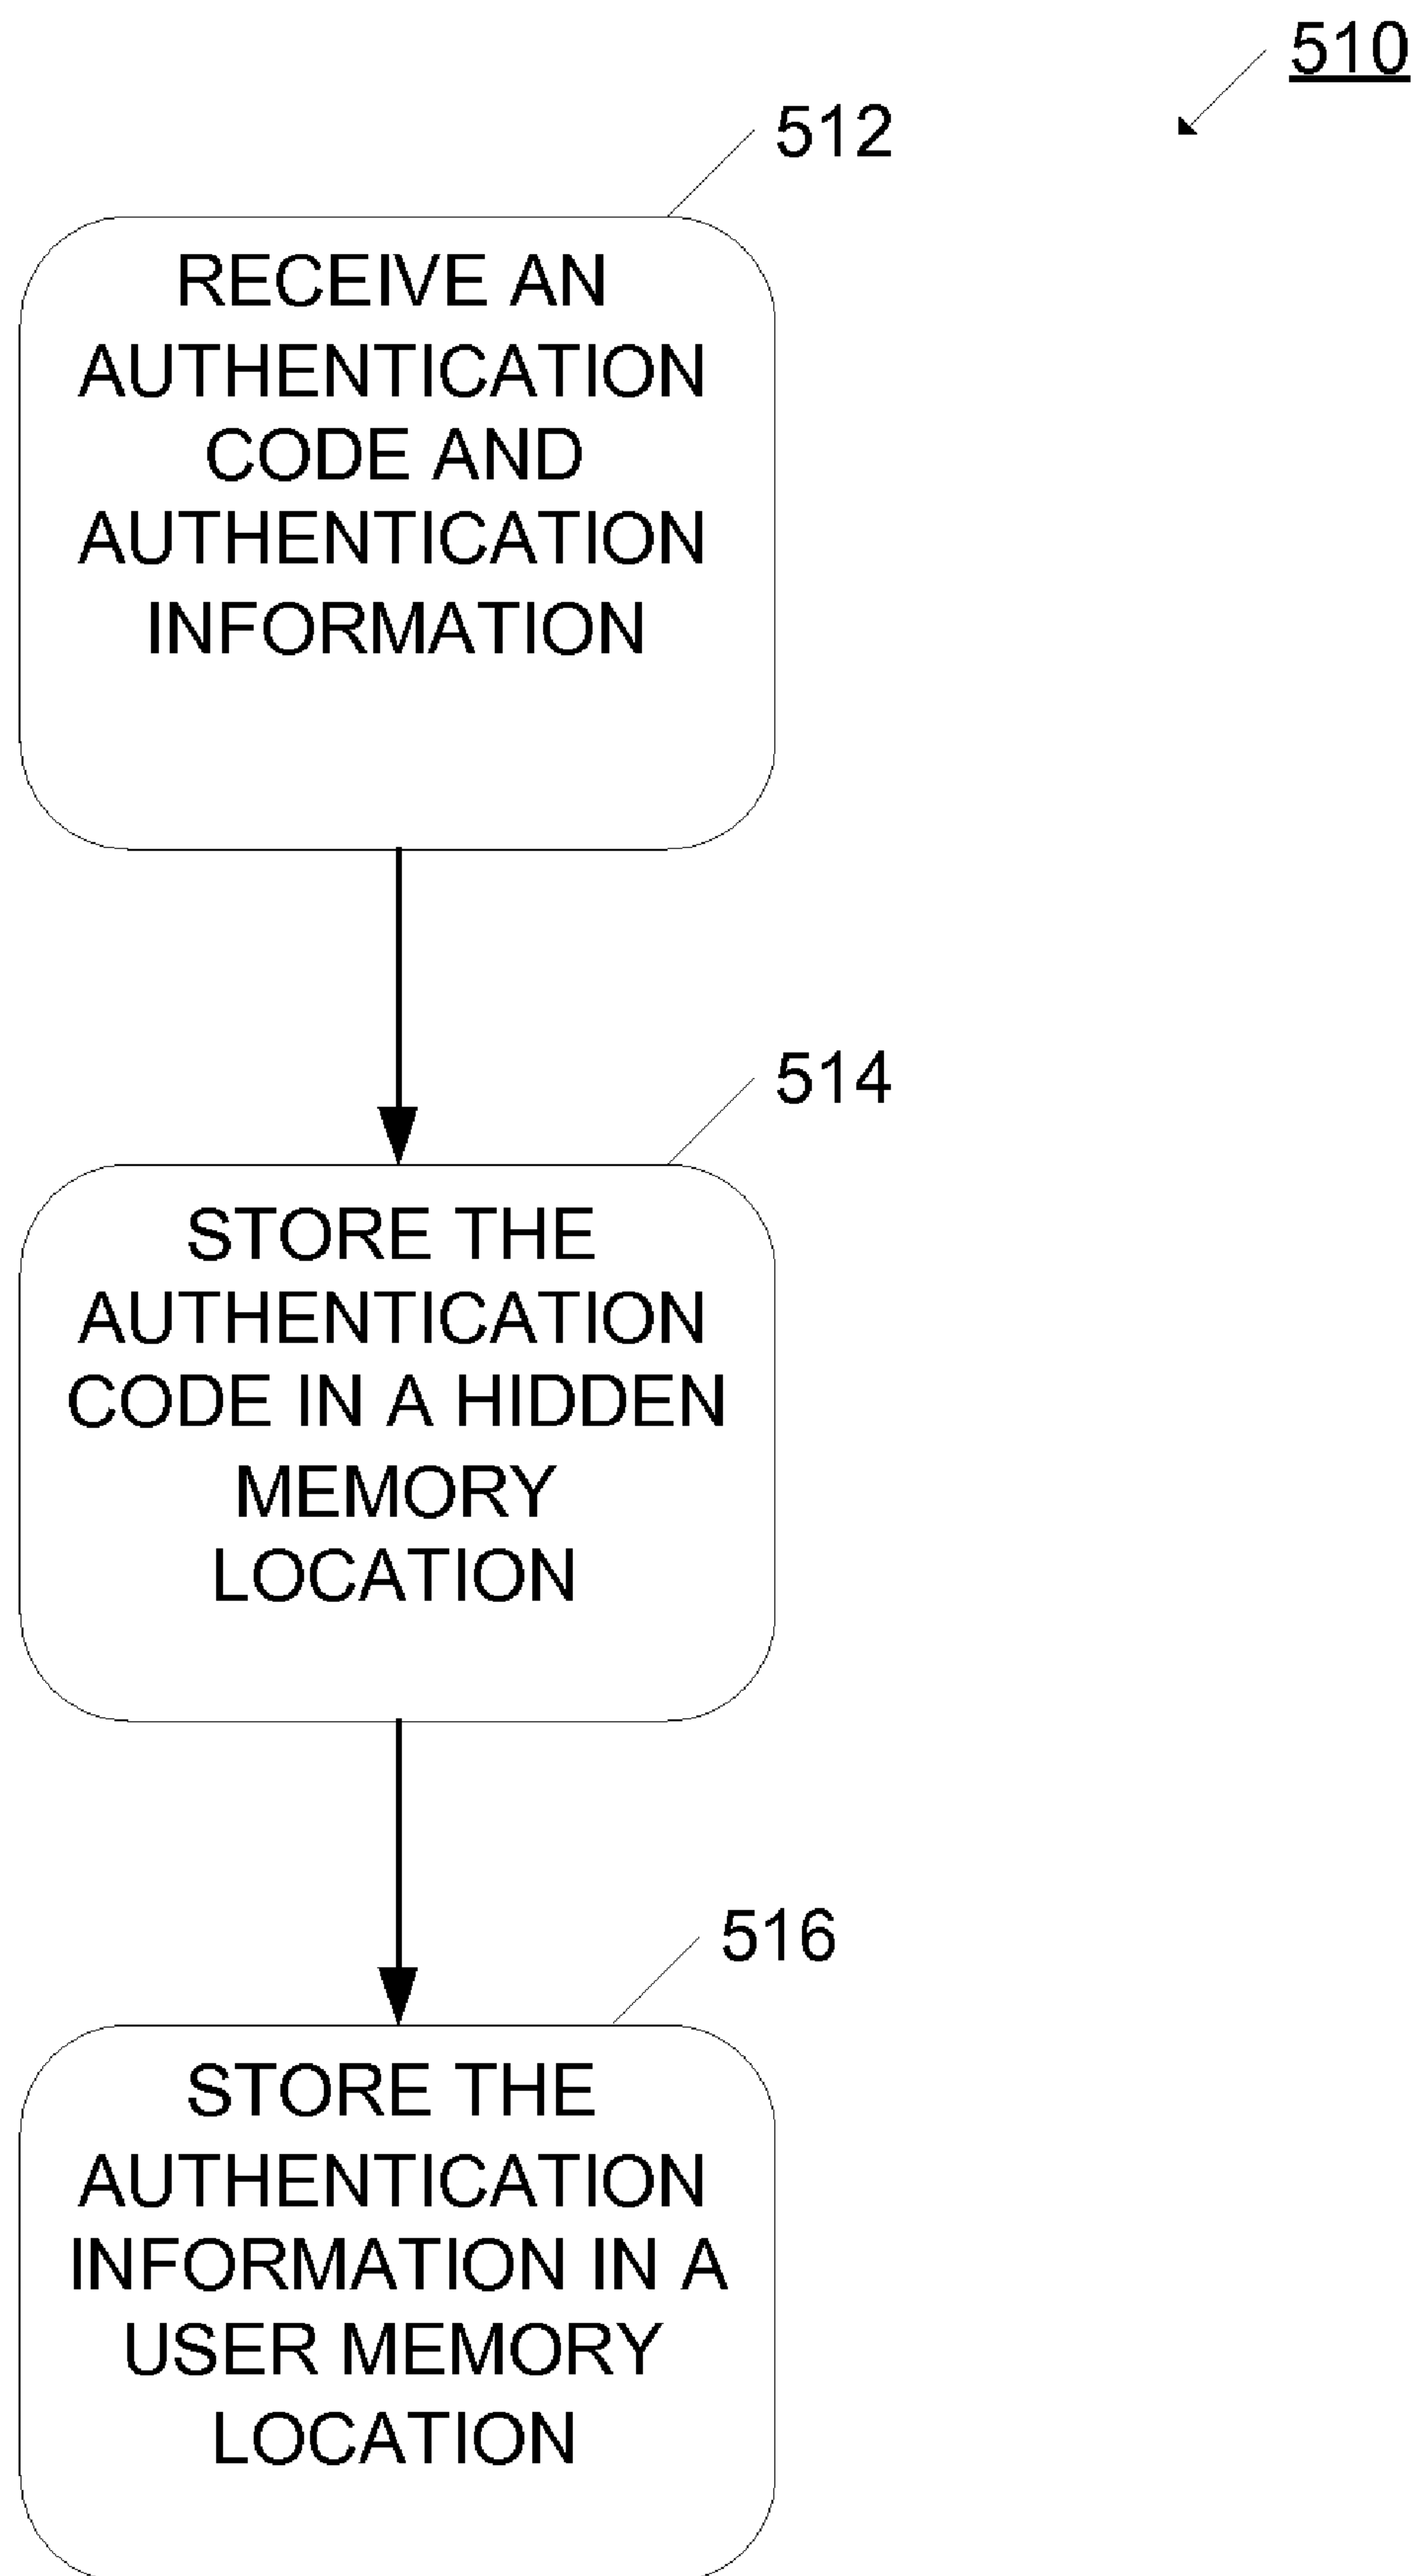 510
512
RECEIVE AN
AUTHENTICATION
CODE AND
AUTHENTICATION
INFORMATION
514
STORE THE
AUTHENTICATION
CODE IN A HIDDEN
MEMORY
LOCATION
516
STORE THE
AUTHENTICATION
INFORMATION IN A
USER MEMORY
LOCATION